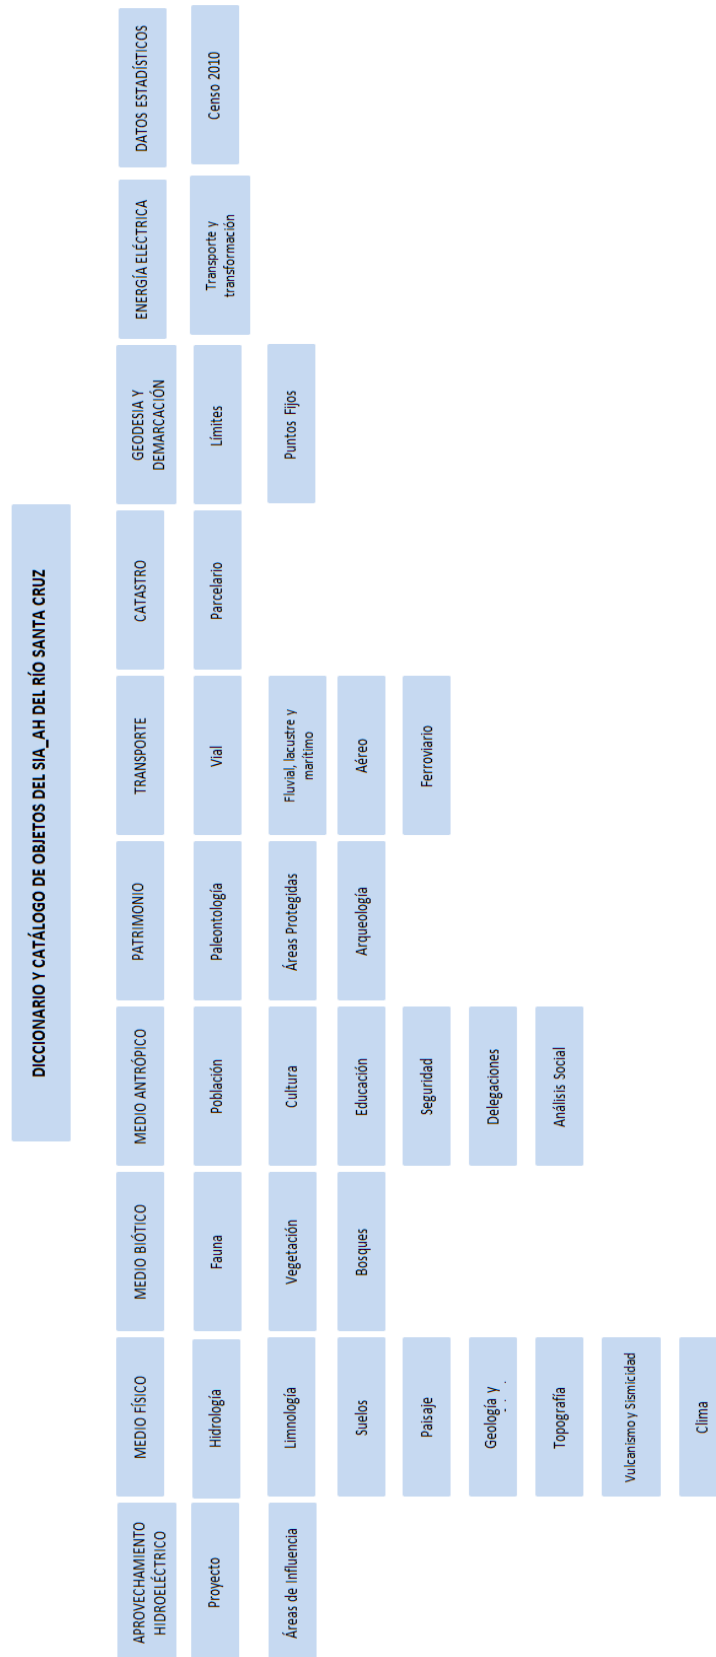 DICCIONARIO Y CATÁLOGO DE OBJETOS DEL SIA_AH DEL RÍO SANTA CRUZ
APROVECHAMIENTO
HIDROELÉCTRICO
Proyecto
Áreas de Influencia
MEDIO FÍSICO
Hidrología
Limnología
Suelos
Paisaje
Geología y
Topografía
Vulcanismo y Sismicidad
Clima
MEDIO BIÓTICO
Fauna
Vegetación
Bosques
MEDIO ANTRÓPICO
Población
Cultura
Educación
Seguridad
Delegaciones
Análisis Social
PATRIMONIO
Paleontología
Áreas Protegidas
Arqueología
TRANSPORTE
Vial
Fluvial, lacustre y
marítimo
Aéreo
Ferroviario
CATASTRO
Parcelario
GEODESIA Y
DEMARCACIÓN
Límites
Puntos Fijos
ENERGÍA ELÉCTRICA
Transporte y
transformación
DATOS ESTADÍSTICOS
Censo 2010